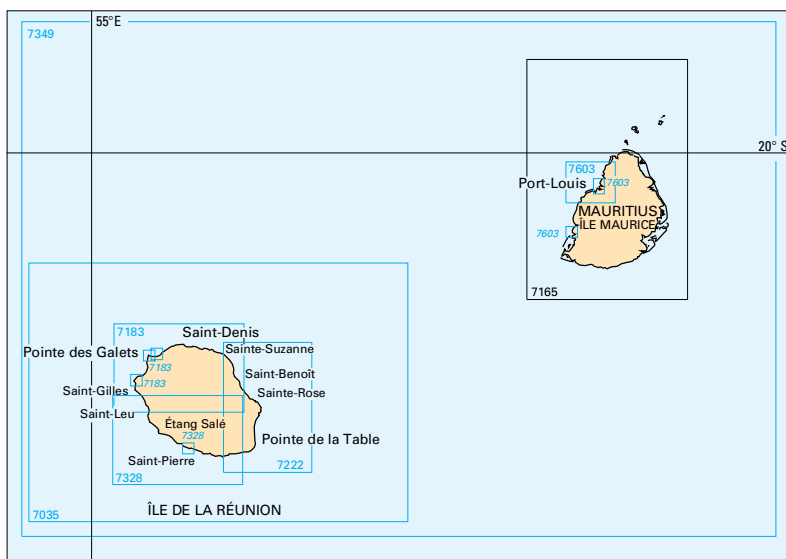 55°E
7349
20° S
7603
Port-Louis
7603
MAURITIUS
ÎLE MAURICE
7603
7165
7183
Saint-Denis
Pointe des Galets
Sainte-Suzanne
7183
Saint-Benoît
7183
Saint-Gilles
Sainte-Rose
Saint-Leu
Étang Salé
7328
Pointe de la Table
Saint-Pierre
7222
7328
ÎLE DE LA RÉUNION
7035